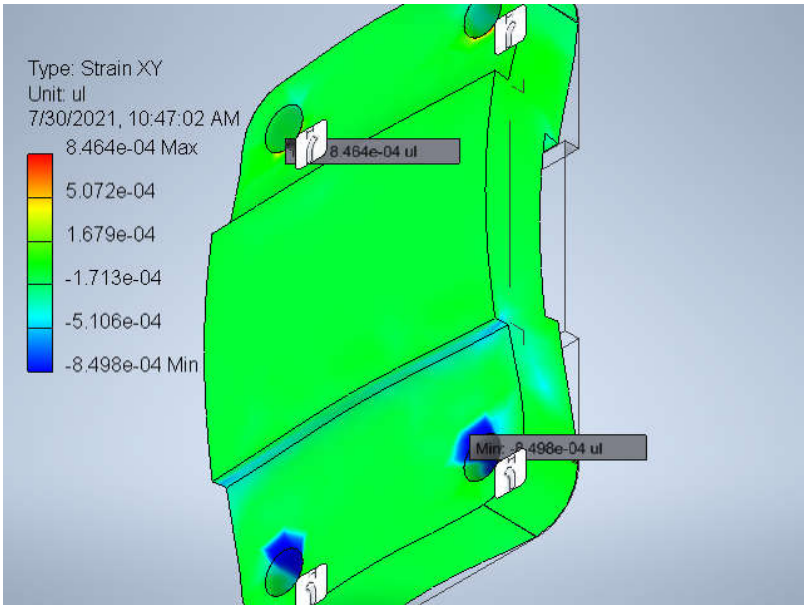 Type: Strain XY
Unit: ul
7/30/2021, 10:47:02 AM
8.464e-04 Max
5.072e-04
1.679e-04
-1.713e-04
-5.106e-04
-8.498e-04 Min
8.464e-04 ul
Min: -8.498e-04 ul